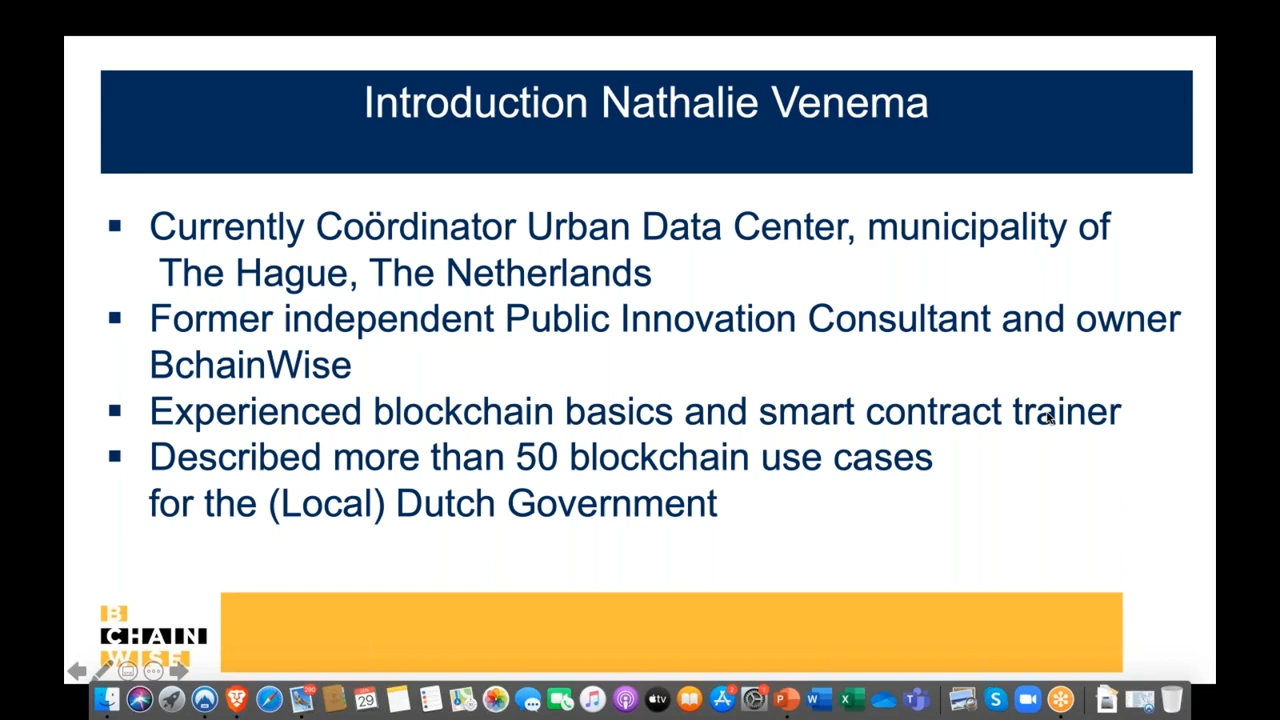 Introduction Nathalie Venema
▪ Currently Coördinator Urban Data Center, municipality of
The Hague, The Netherlands
▪ Former independent Public Innovation Consultant and owner
BchainWise
▪ Experienced blockchain basics and smart contract trainer
▪ Described more than 50 blockchain use cases
for the (Local) Dutch Government
B
CHAIN
WISE
29
tv